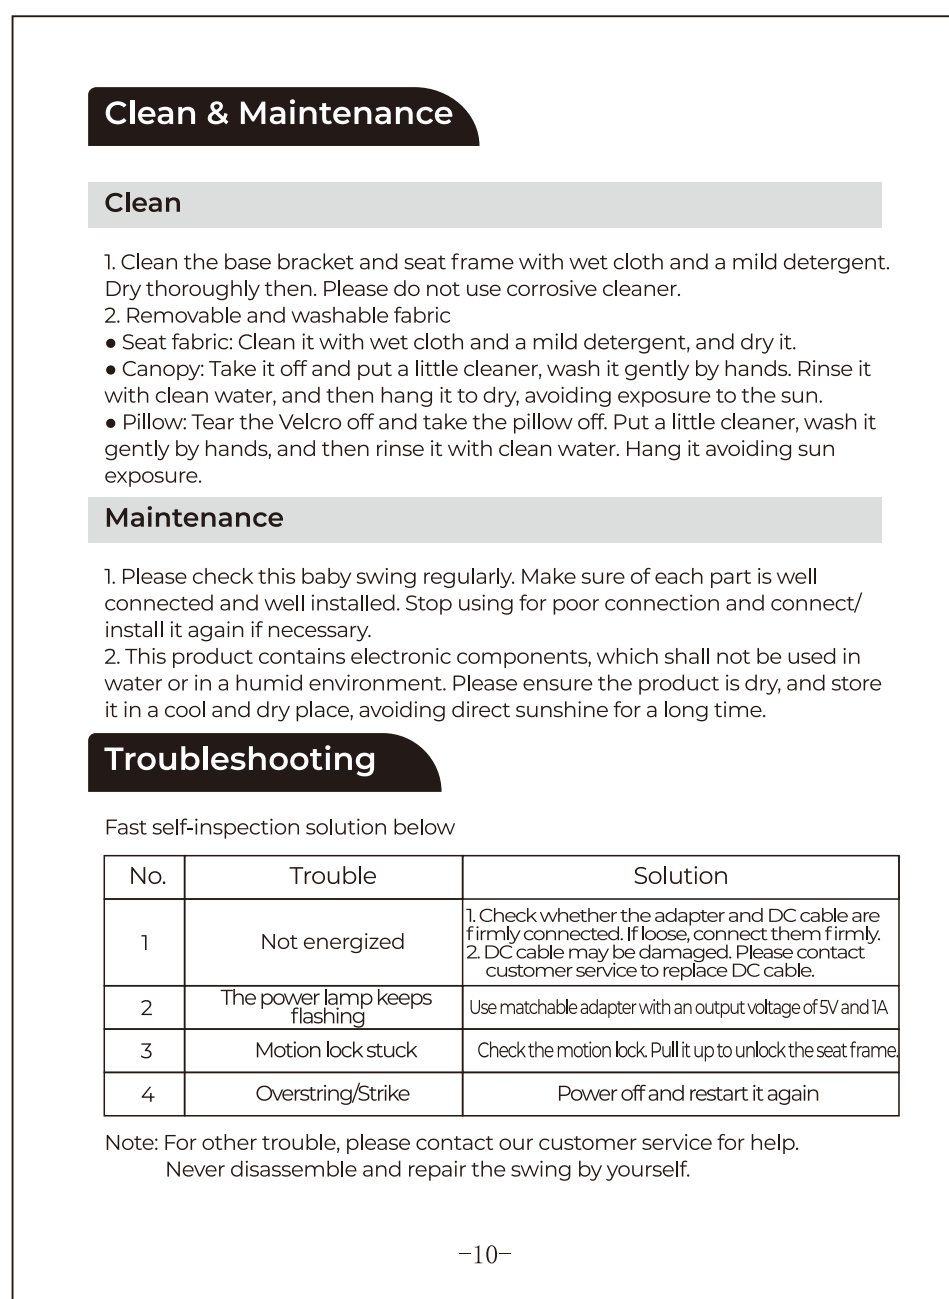 Clean & Maintenance
Clean
1. Clean the base bracket and seat frame with wet cloth and a mild detergent.
Dry thoroughly then. Please do not use corrosive cleaner.
2. Removable and washable fabric
● Seat fabric: Clean it with wet cloth and a mild detergent, and dry it.
● Canopy: Take it off and put a little cleaner, wash it gently by hands. Rinse it
with clean water, and then hang it to dry, avoiding exposure to the sun.
● Pillow: Tear the Velcro off and take the pillow off. Put a little cleaner, wash it
gently by hands, and then rinse it with clean water. Hang it avoiding sun
exposure.
Maintenance
1. Please check this baby swing regularly. Make sure of each part is well
connected and well installed. Stop using for poor connection and connect/
install it again if necessary.
2. This product contains electronic components, which shall not be used in
water or in a humid environment. Please ensure the product is dry, and store
it in a cool and dry place, avoiding direct sunshine for a long time.
Troubleshooting
Fast self-inspection solution below
No. Trouble Solution
1 Not energized
1. Check whether the adapter and DC cable are
firmly connected. If loose, connect them firmly.
2. DC cable may be damaged. Please contact
customer service to replace DC cable.
2 The power lamp keeps
flashing
Use matchable adapter with an output voltage of 5V and 1A
3 Motion lock stuck Check the motion lock. Pull it up to unlock the seat frame.
4 Overstring/Strike Power off and restart it again
Note: For other trouble, please contact our customer service for help.
Never disassemble and repair the swing by yourself.
-10-